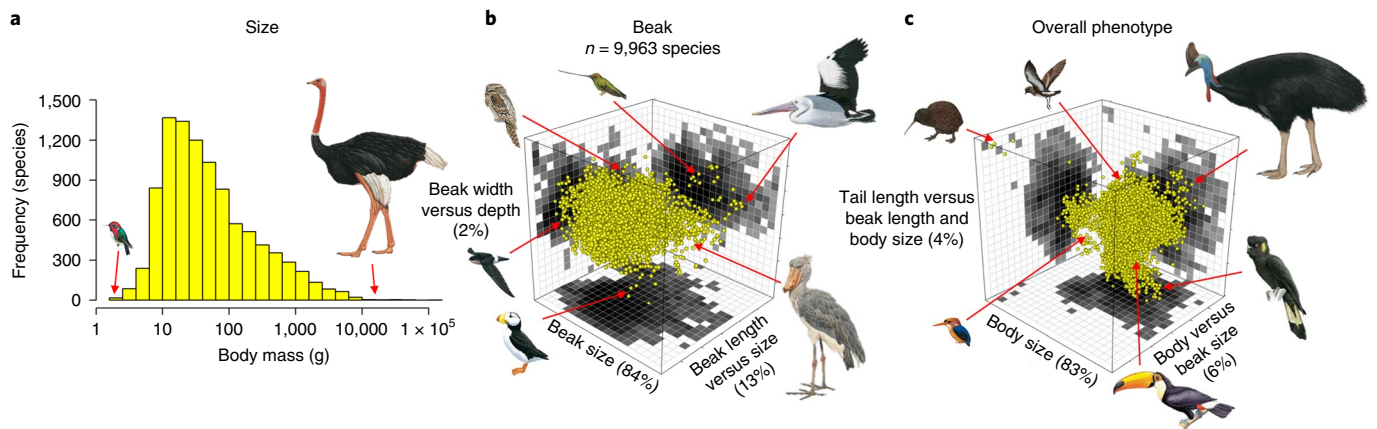 a
Size
Frequency (species)
1,500
1,200
900
600
300
0
1
10
100
1,000
10,000
1 × 10⁵
Body mass (g)
b
Beak
n = 9,963 species
Beak width
versus depth
(2%)
Beak size (84%)
Beak length
versus size
(13%)
c
Overall phenotype
Tail length versus
beak length and
body size (4%)
Body size (83%)
Body versus
beak size
(6%)